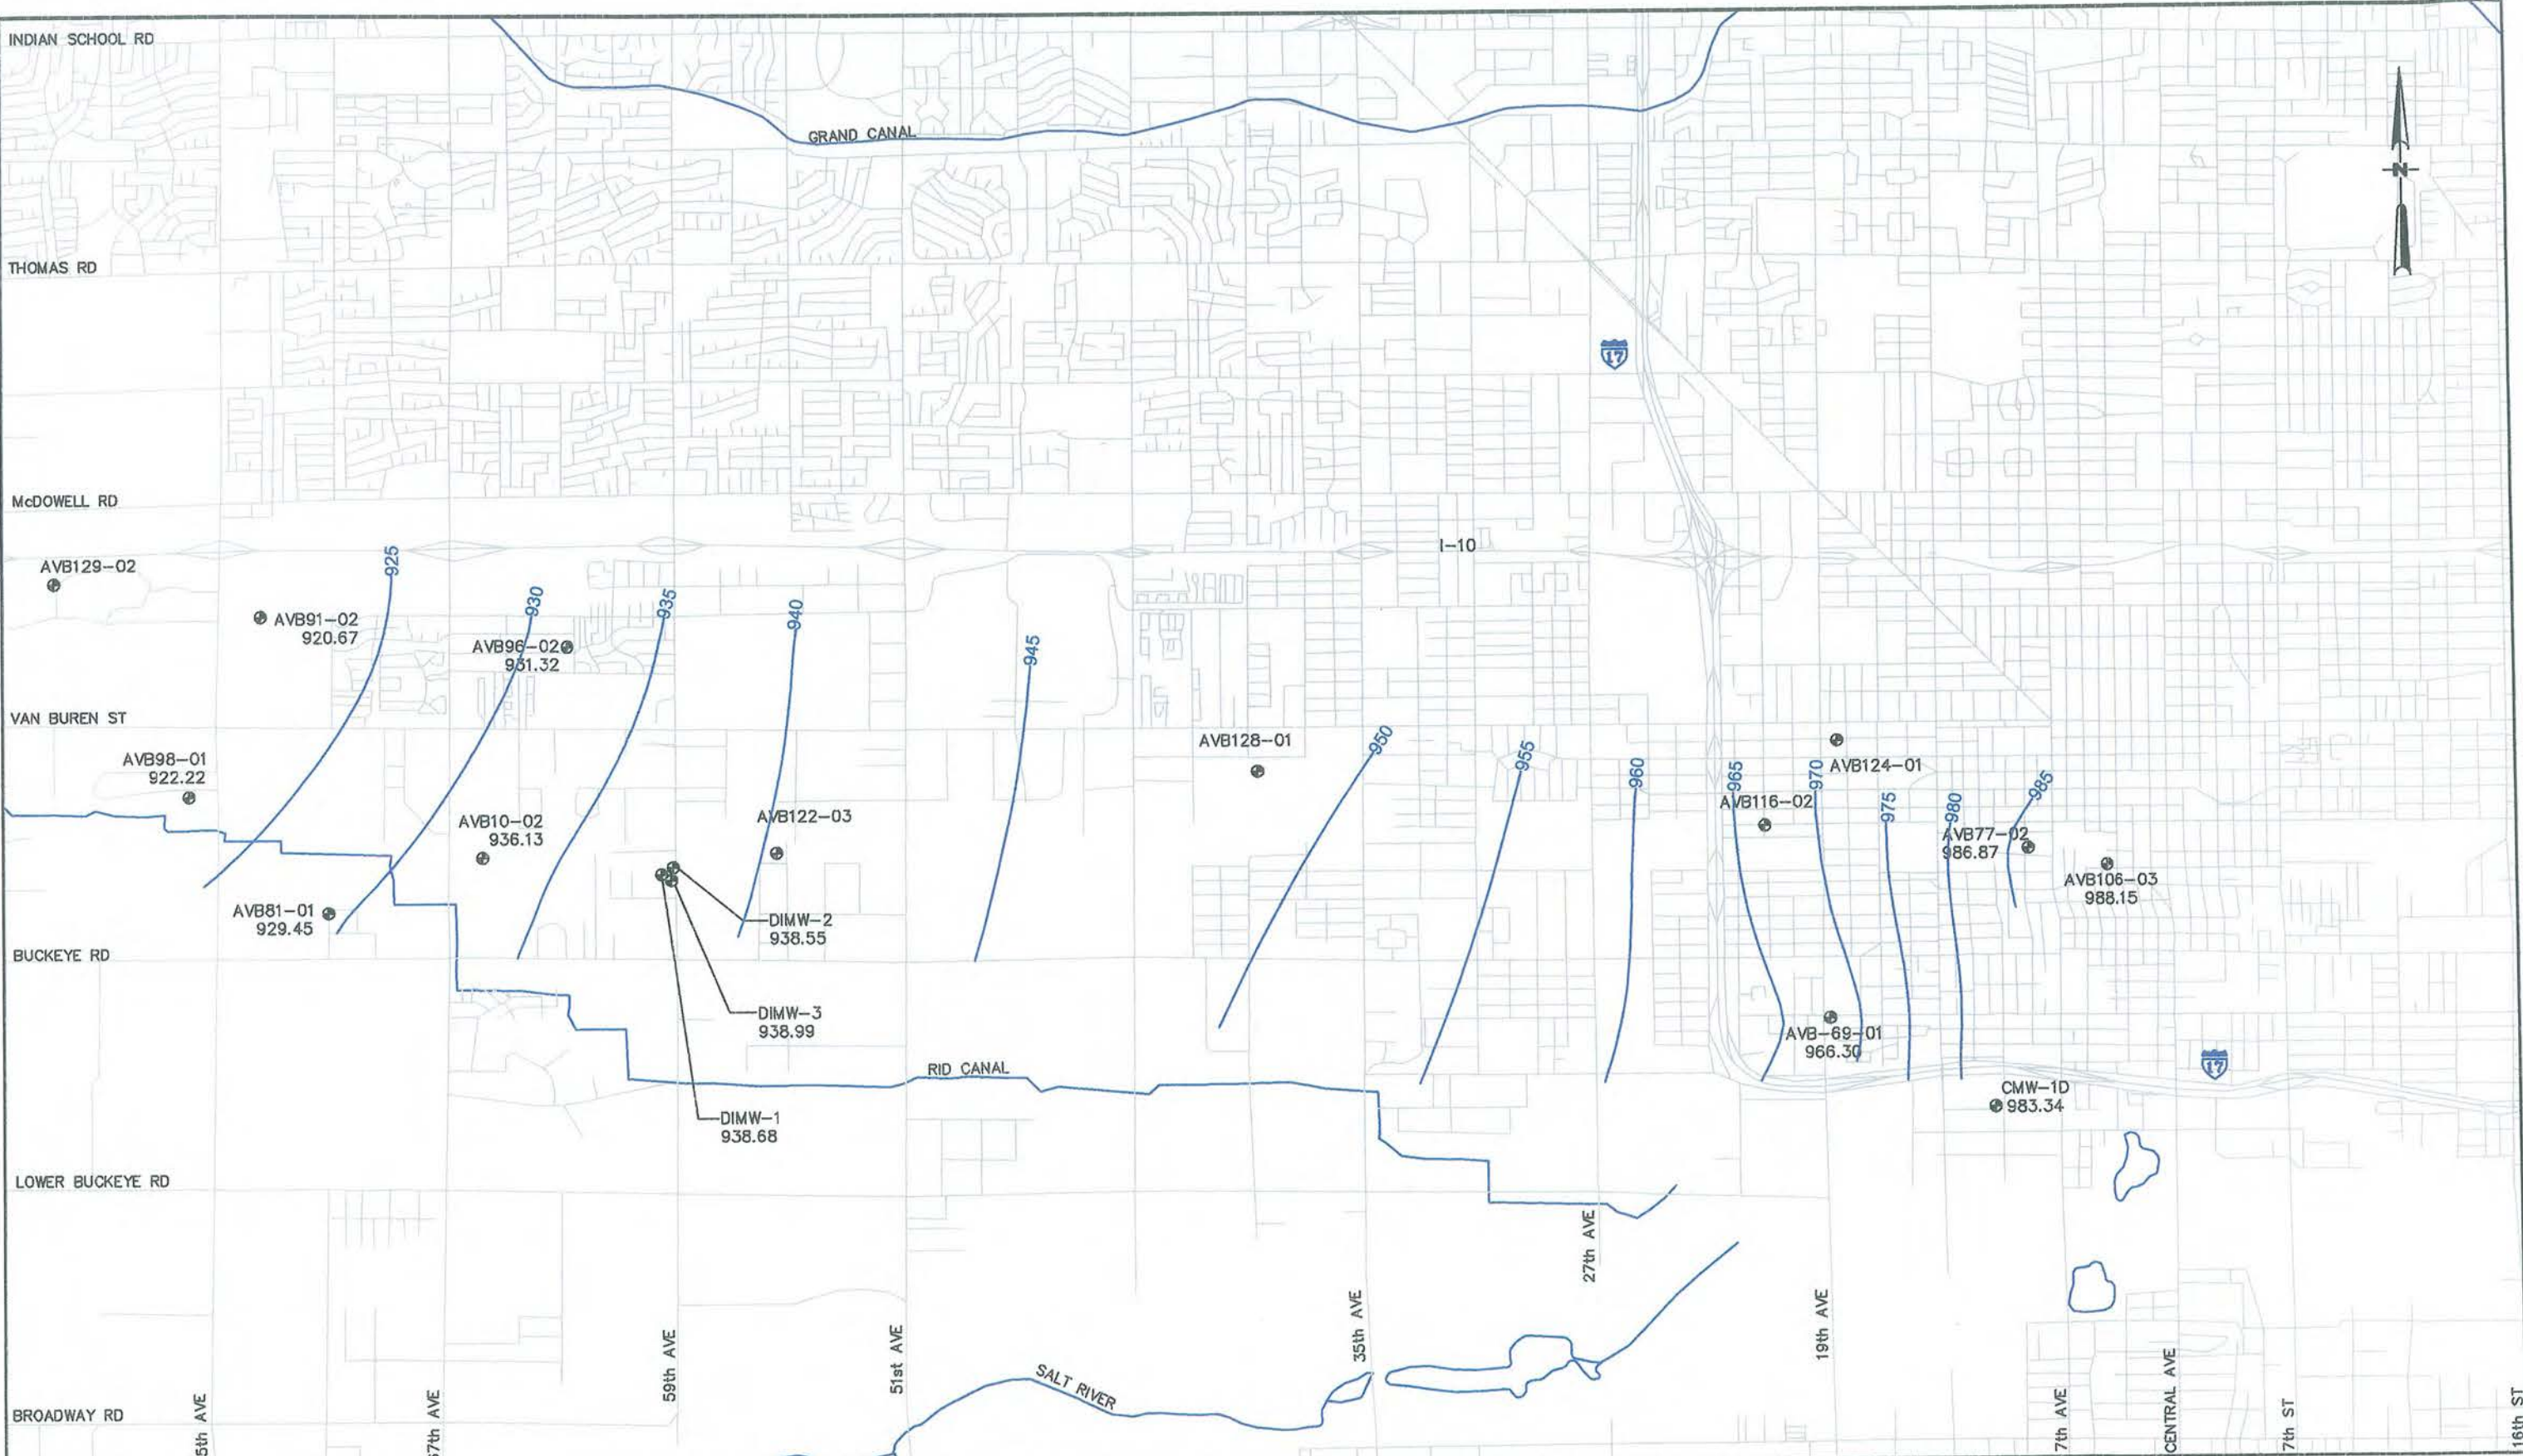 INDIAN SCHOOL RD
GRAND CANAL
N
THOMAS RD
17
McDOWELL RD
I-10
AVB129-02
925
AVB91-02
920.67
930
935
940
945
AVB96-02
931.32
VAN BUREN ST
AVB98-01
922.22
AVB128-01
950
955
960
965
970
AVB124-01
AVB116-02
975
980
985
AVB10-02
936.13
AVB122-03
AVB77-02
986.87
AVB106-03
988.15
AVB81-01
929.45
DIMW-2
938.55
BUCKEYE RD
DIMW-3
938.99
AVB-69-01
966.30
RID CANAL
17
CMW-1D
983.34
DIMW-1
938.68
LOWER BUCKEYE RD
27th AVE
35th AVE
19th AVE
59th AVE
51st AVE
SALT RIVER
CENTRAL AVE
BROADWAY RD
5th AVE
67th AVE
7th AVE
7th ST
16th ST